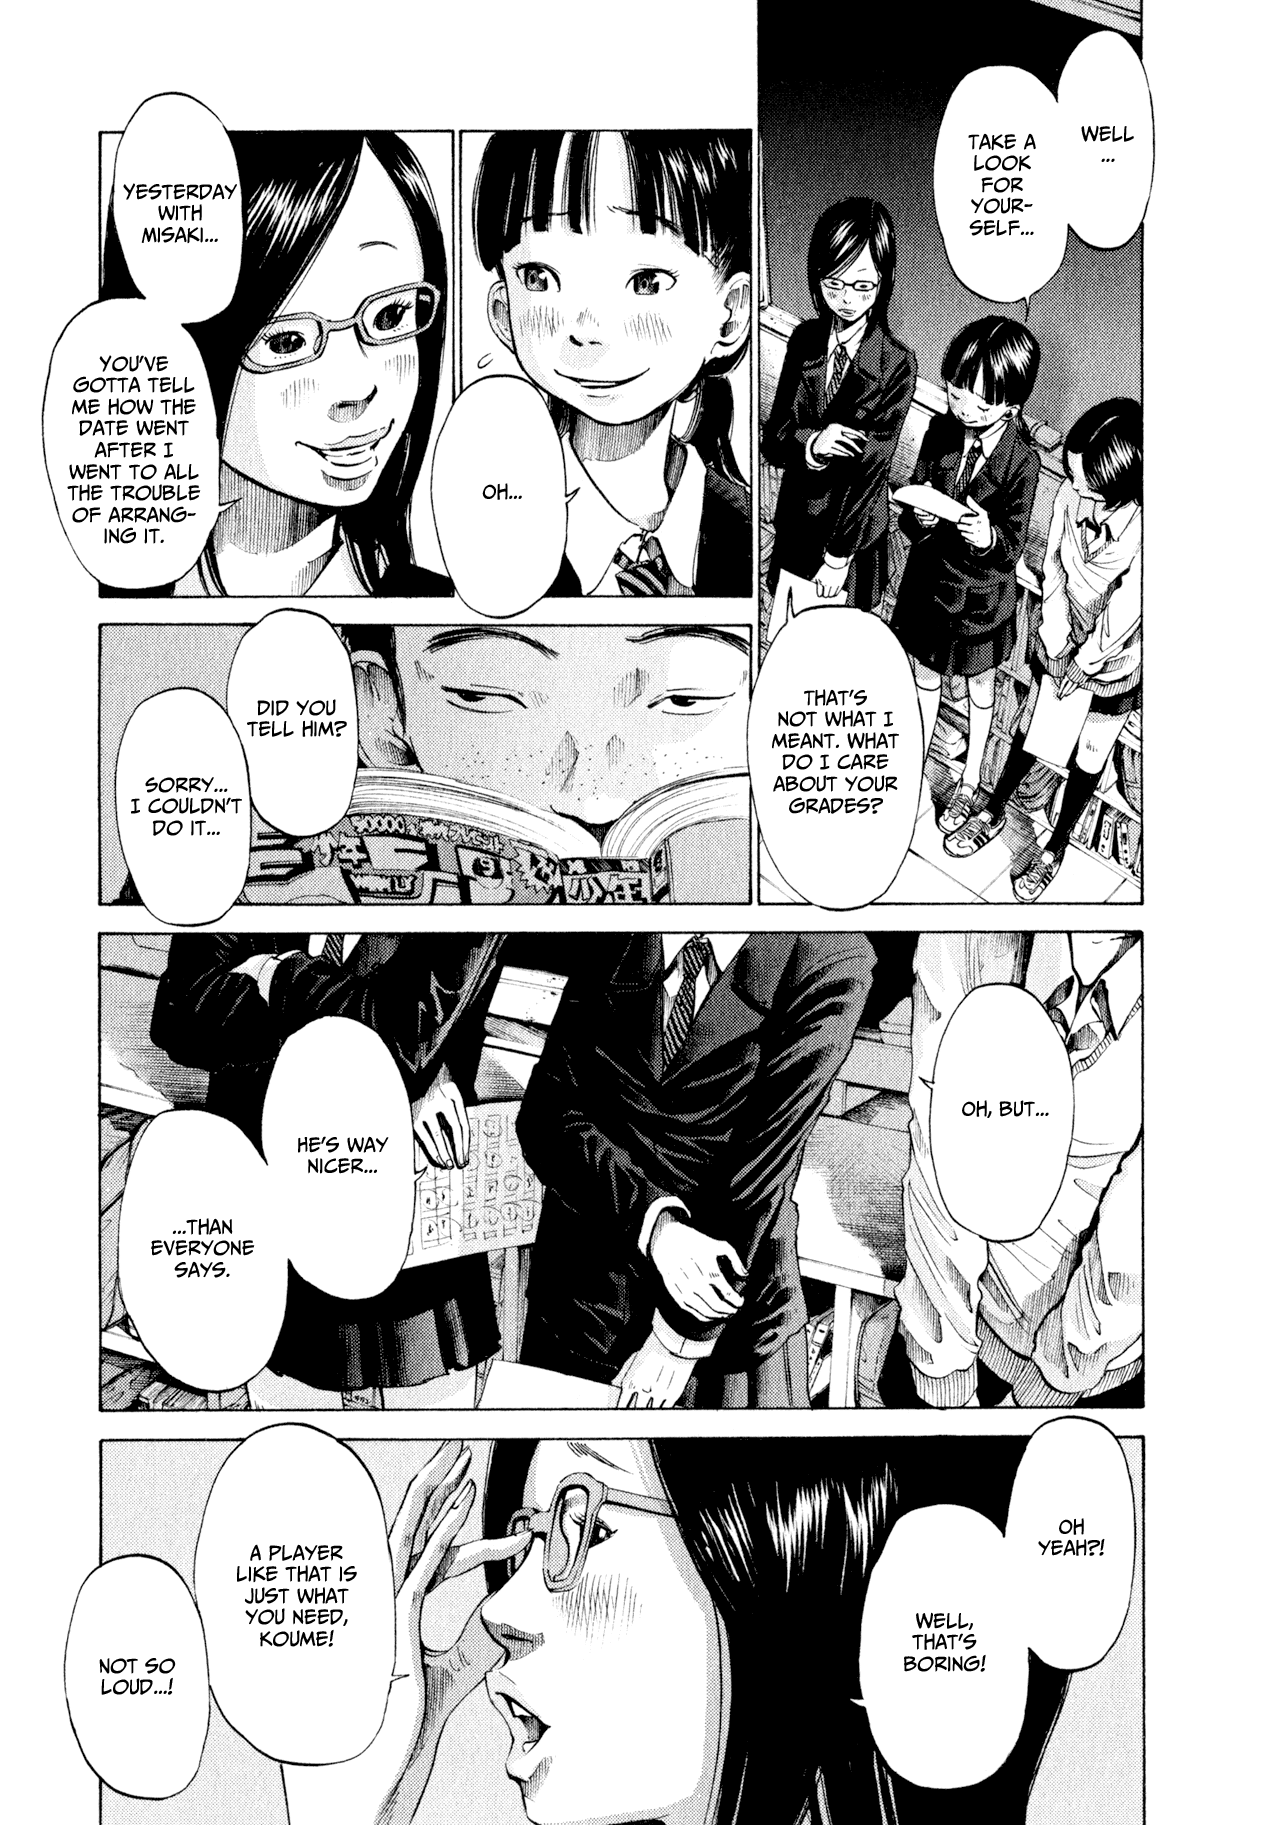 WELL
...
TAKE A
LOOK
FOR
YOUR-
SELF...
THAT'S
NOT WHAT I
MEANT. WHAT
DO I CARE
ABOUT YOUR
GRADES?
OH...
YESTERDAY
WITH
MISAKI...
YOU'VE
GOTTA TELL
ME HOW THE
DATE WENT
AFTER I
WENT TO ALL
THE TROUBLE
OF ARRANG-
ING IT.
DID YOU
TELL HIM?
SORRY...
I COULDN'T
DO IT...
少年
OH, BUT...
HE'S WAY
NICER...
...THAN
EVERYONE
SAYS.
OH
YEAH?!
WELL,
THAT'S
BORING!
A PLAYER
LIKE THAT IS
JUST WHAT
YOU NEED,
KOUME!
NOT SO
LOUD...!